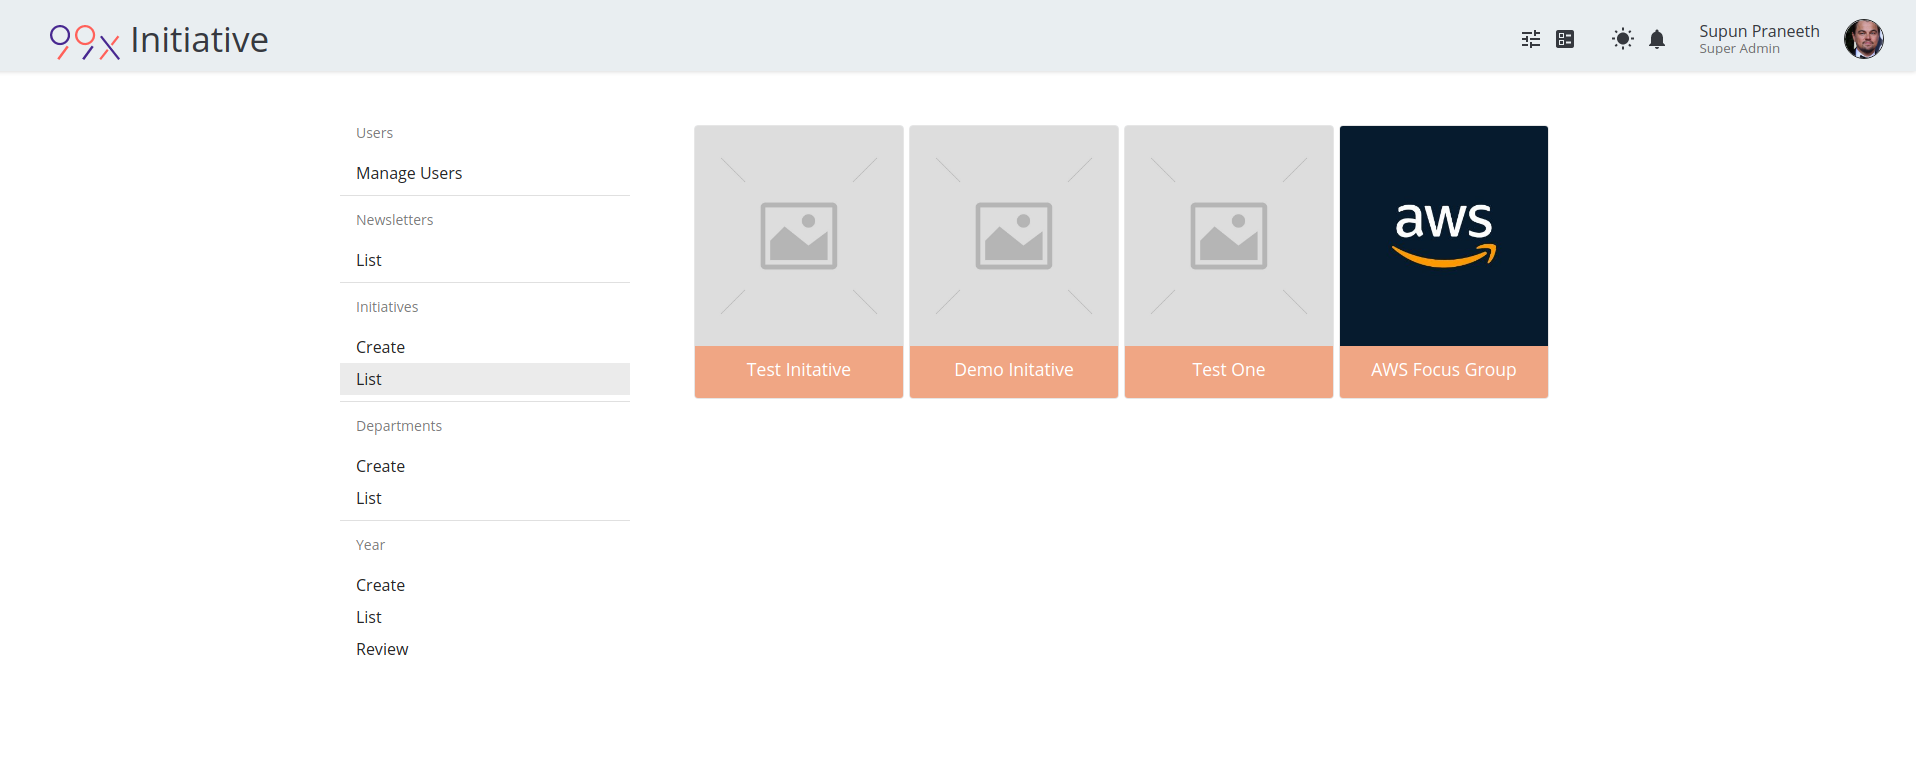 99x Initiative
Supun Praneeth
Super Admin
Users
Manage Users
Newsletters
List
Initiatives
Create
List
Departments
Create
List
Year
Create
List
Review
Test Initative
Demo Initative
Test One
aws
AWS Focus Group